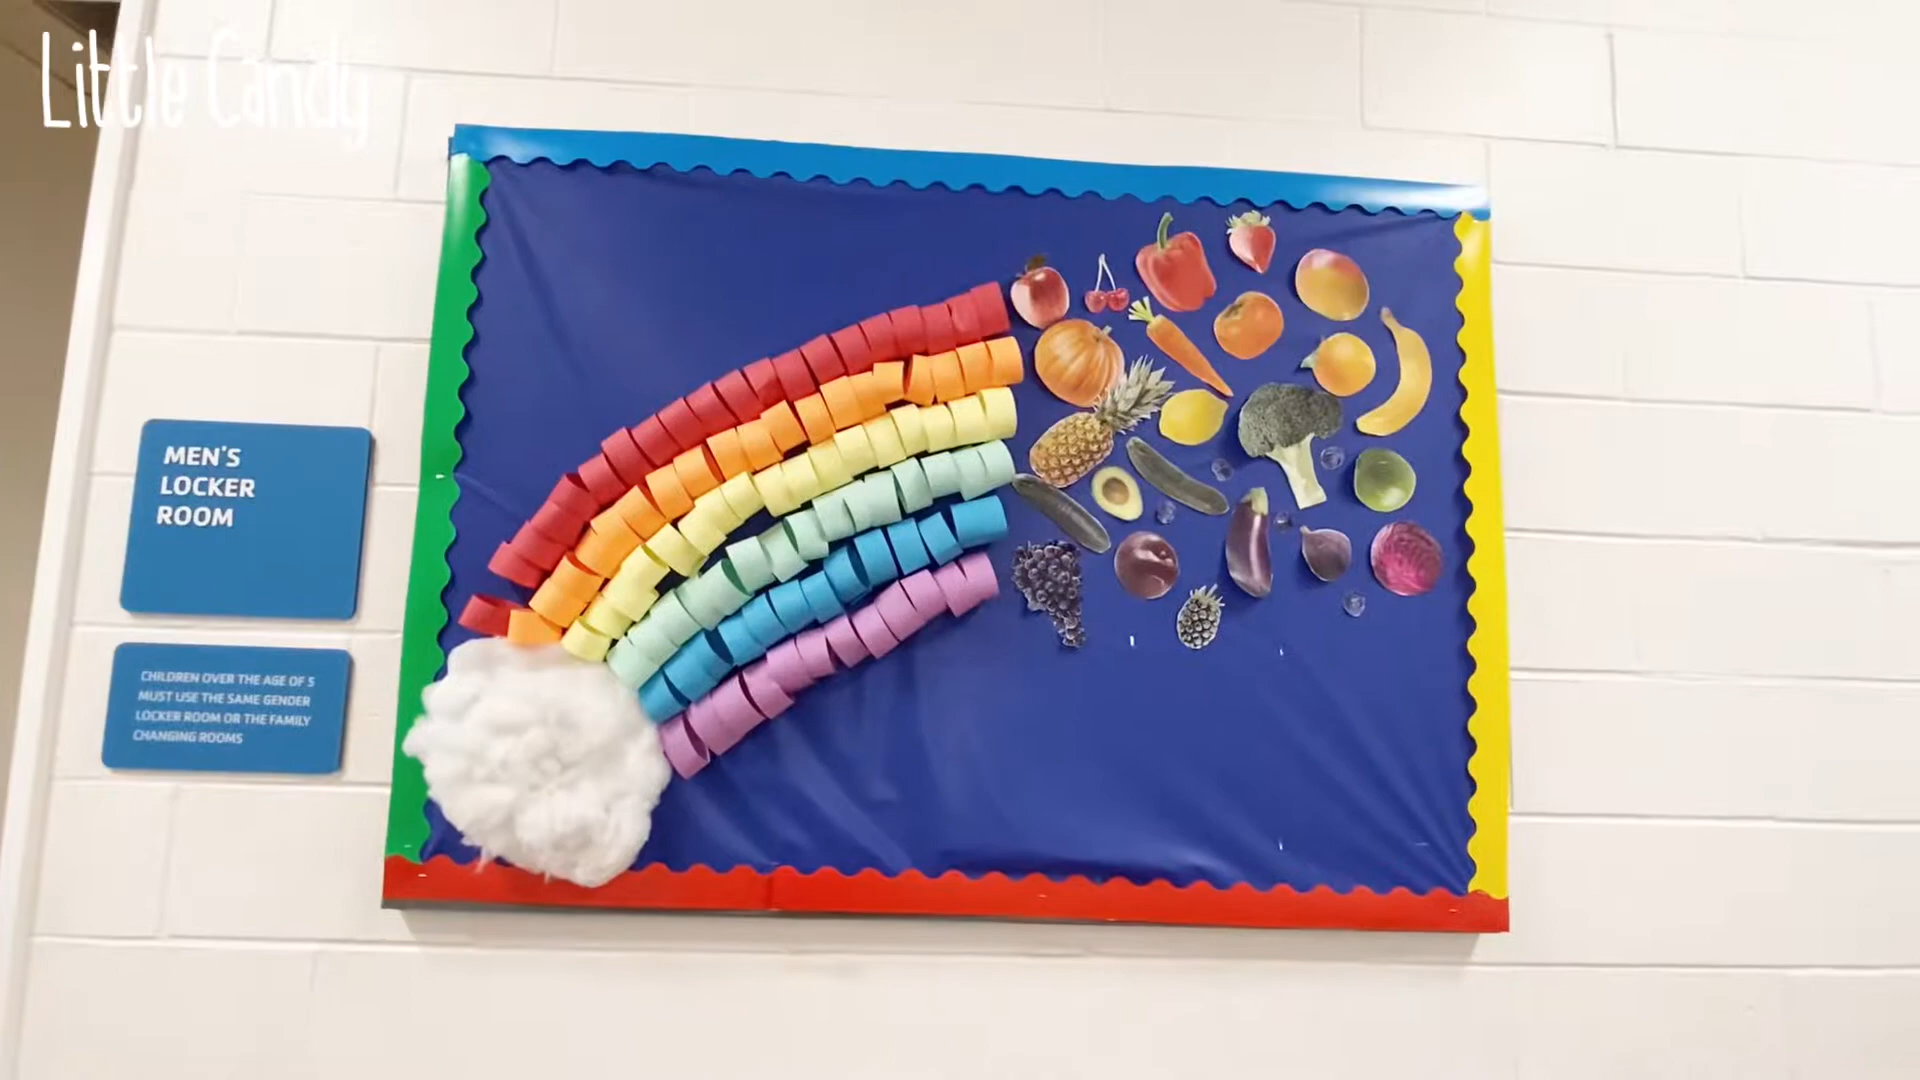 Little Candy
MEN'S
LOCKER
ROOM
CHILDREN OVER THE AGE OF 5
MUST USE THE SAME GENDER
LOCKER ROOM OR THE FAMILY
CHANGING ROOMS